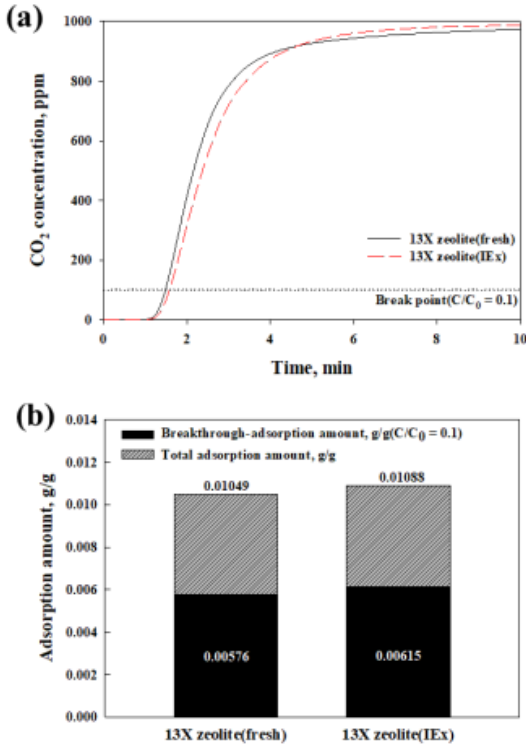 (a)
1000
800
600
400
200
0
CO₂ concentration, ppm
13X zeolite(fresh)
13X zeolite(IEx)
Break point(C/C₀ = 0.1)
0 2 4 6 8 10
Time, min
(b)
0.014
0.012
0.010
0.008
0.006
0.004
0.002
0.000
Adsorption amount, g/g
Breakthrough-adsorption amount, g/g(C/C₀ = 0.1)
Total adsorption amount, g/g
0.01049
0.01088
0.00576
0.00615
13X zeolite(fresh) 13X zeolite(IEx)